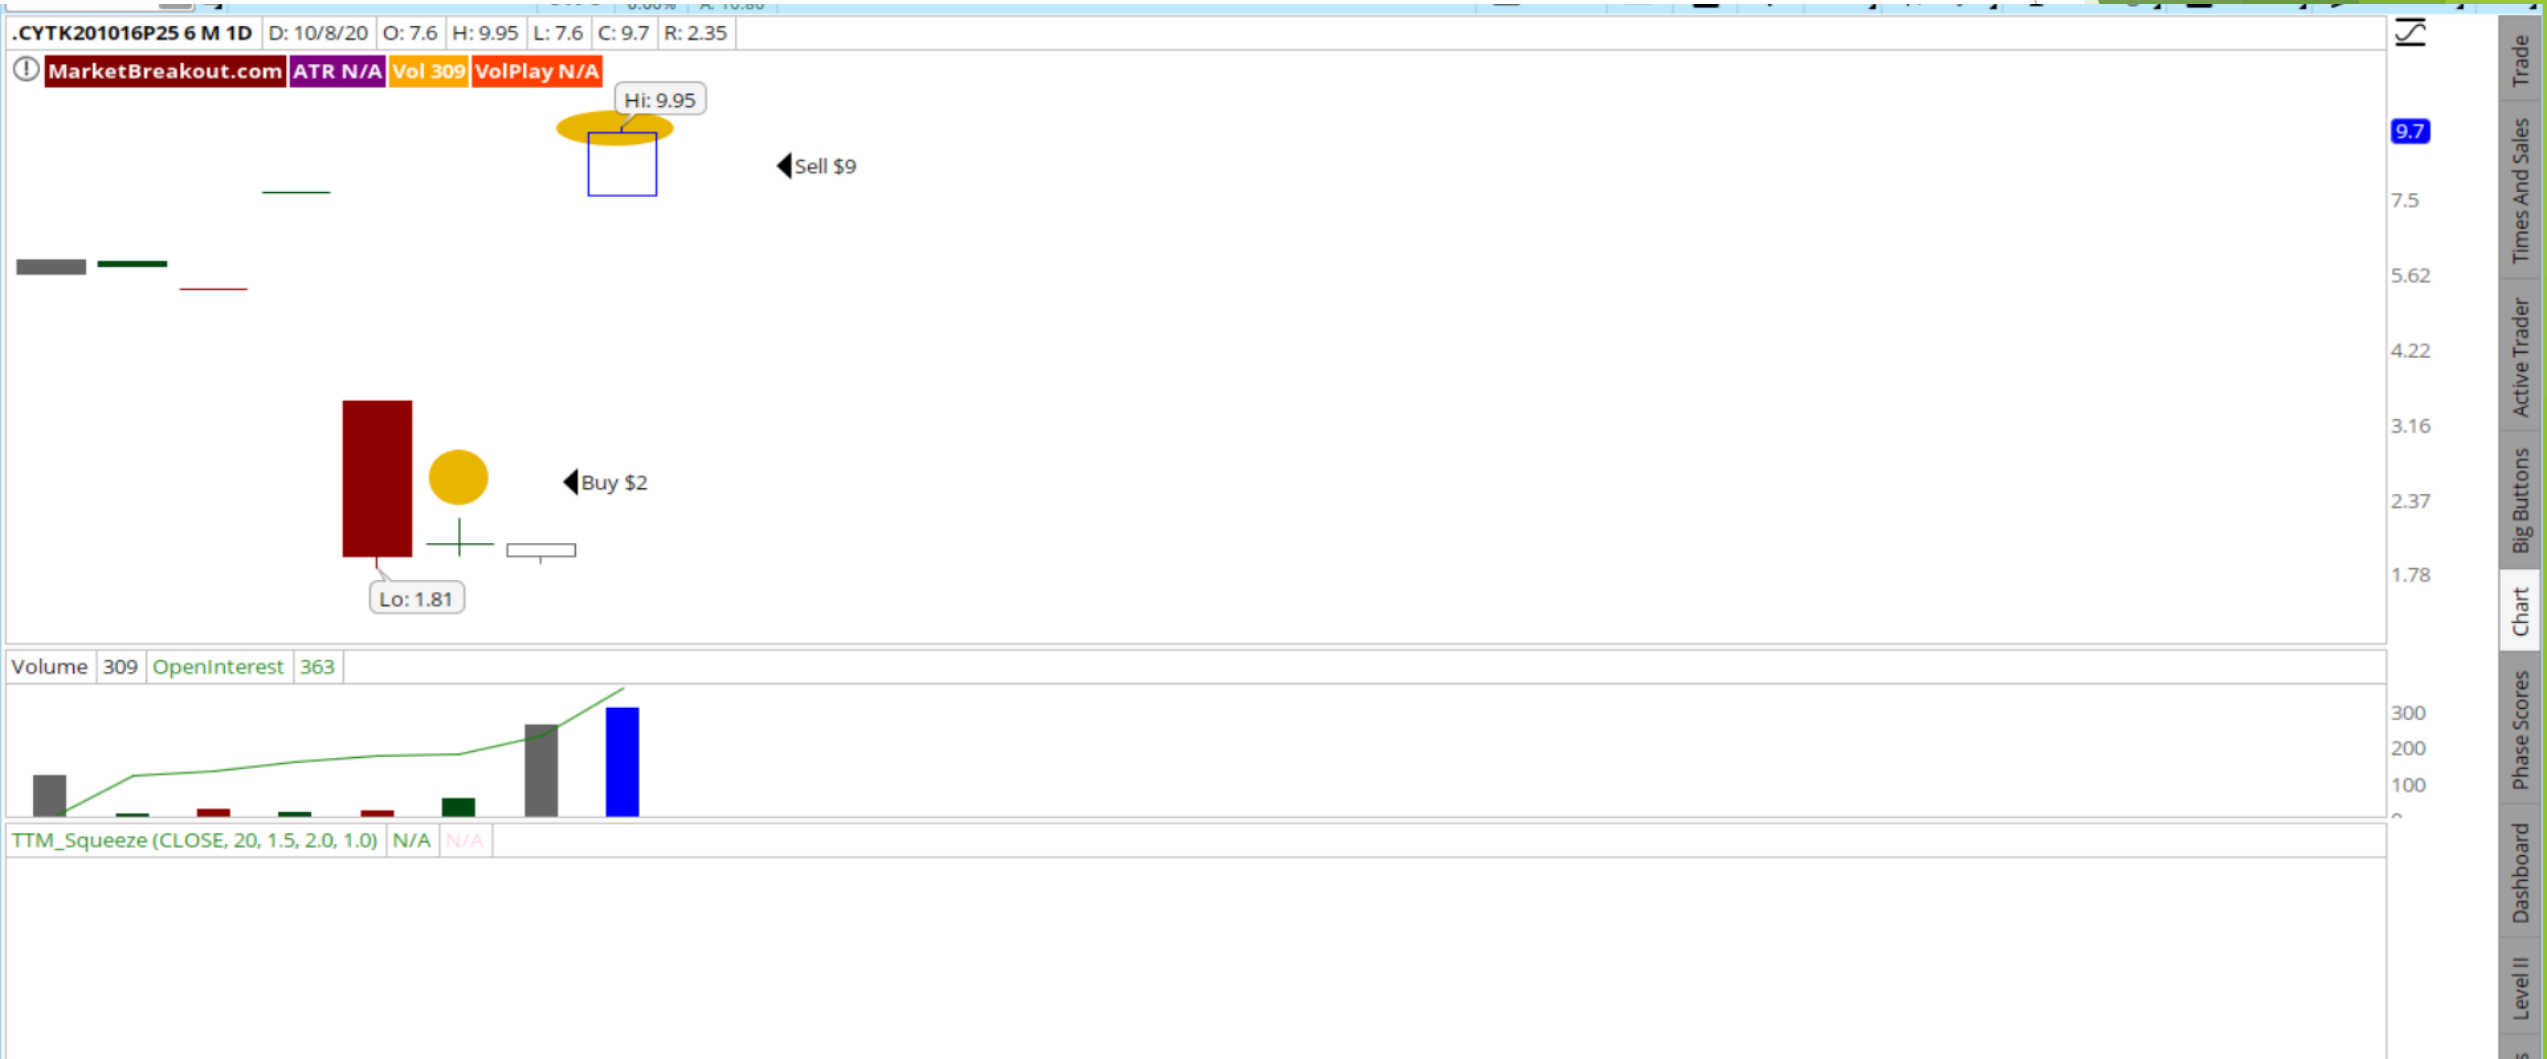 .CYTK201016P25 6 M 1D D: 10/8/20 O: 7.6 H: 9.95 L: 7.6 C: 9.7 R: 2.35
MarketBreakout.com ATR N/A Vol 309 VolPlay N/A
Hi: 9.95
Sell $9
Buy $2
Lo: 1.81
9.7
7.5
5.62
4.22
3.16
2.37
1.78
Volume 309 OpenInterest 363
300
200
100
TTM_Squeeze (CLOSE, 20, 1.5, 2.0, 1.0) N/A N/A
Trade
Times And Sales
Active Trader
Big Buttons
Chart
Phase Scores
Dashboard
Level II